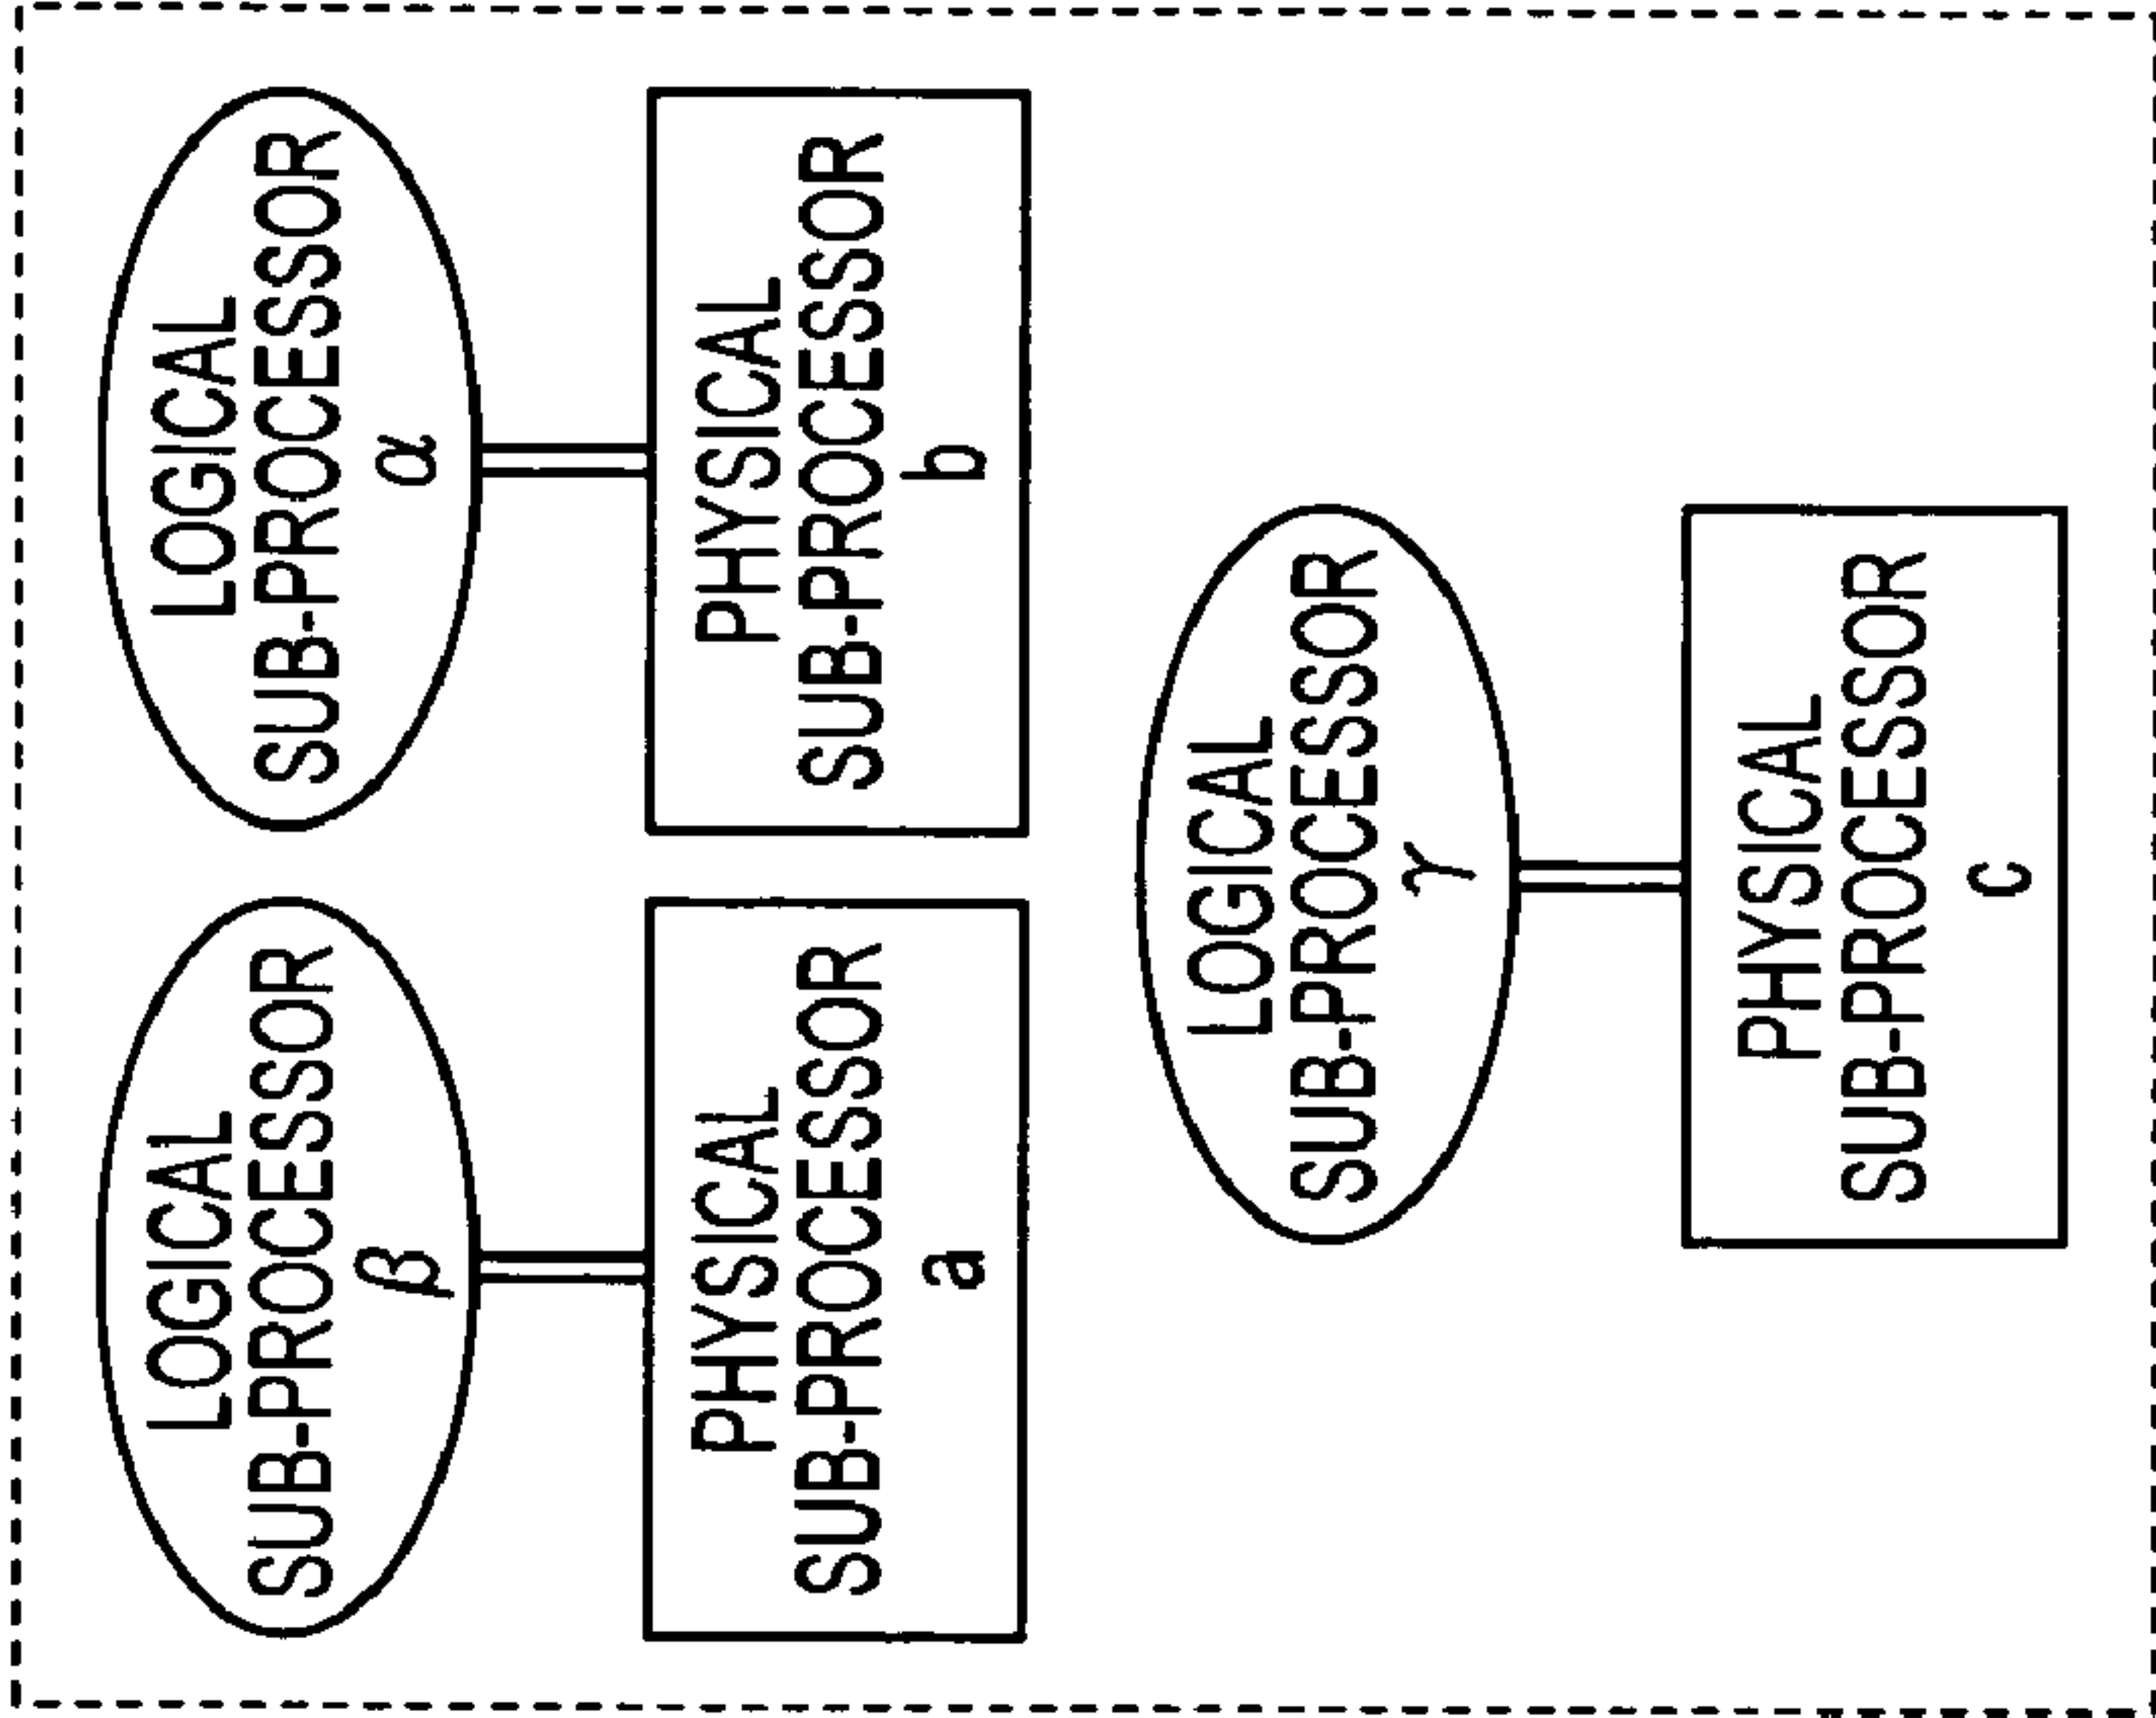 LOGICAL
SUB-PROCESSOR
β
LOGICAL
SUB-PROCESSOR
α
PHYSICAL
SUB-PROCESSOR
a
PHYSICAL
SUB-PROCESSOR
b
LOGICAL
SUB-PROCESSOR
γ
PHYSICAL
SUB-PROCESSOR
c